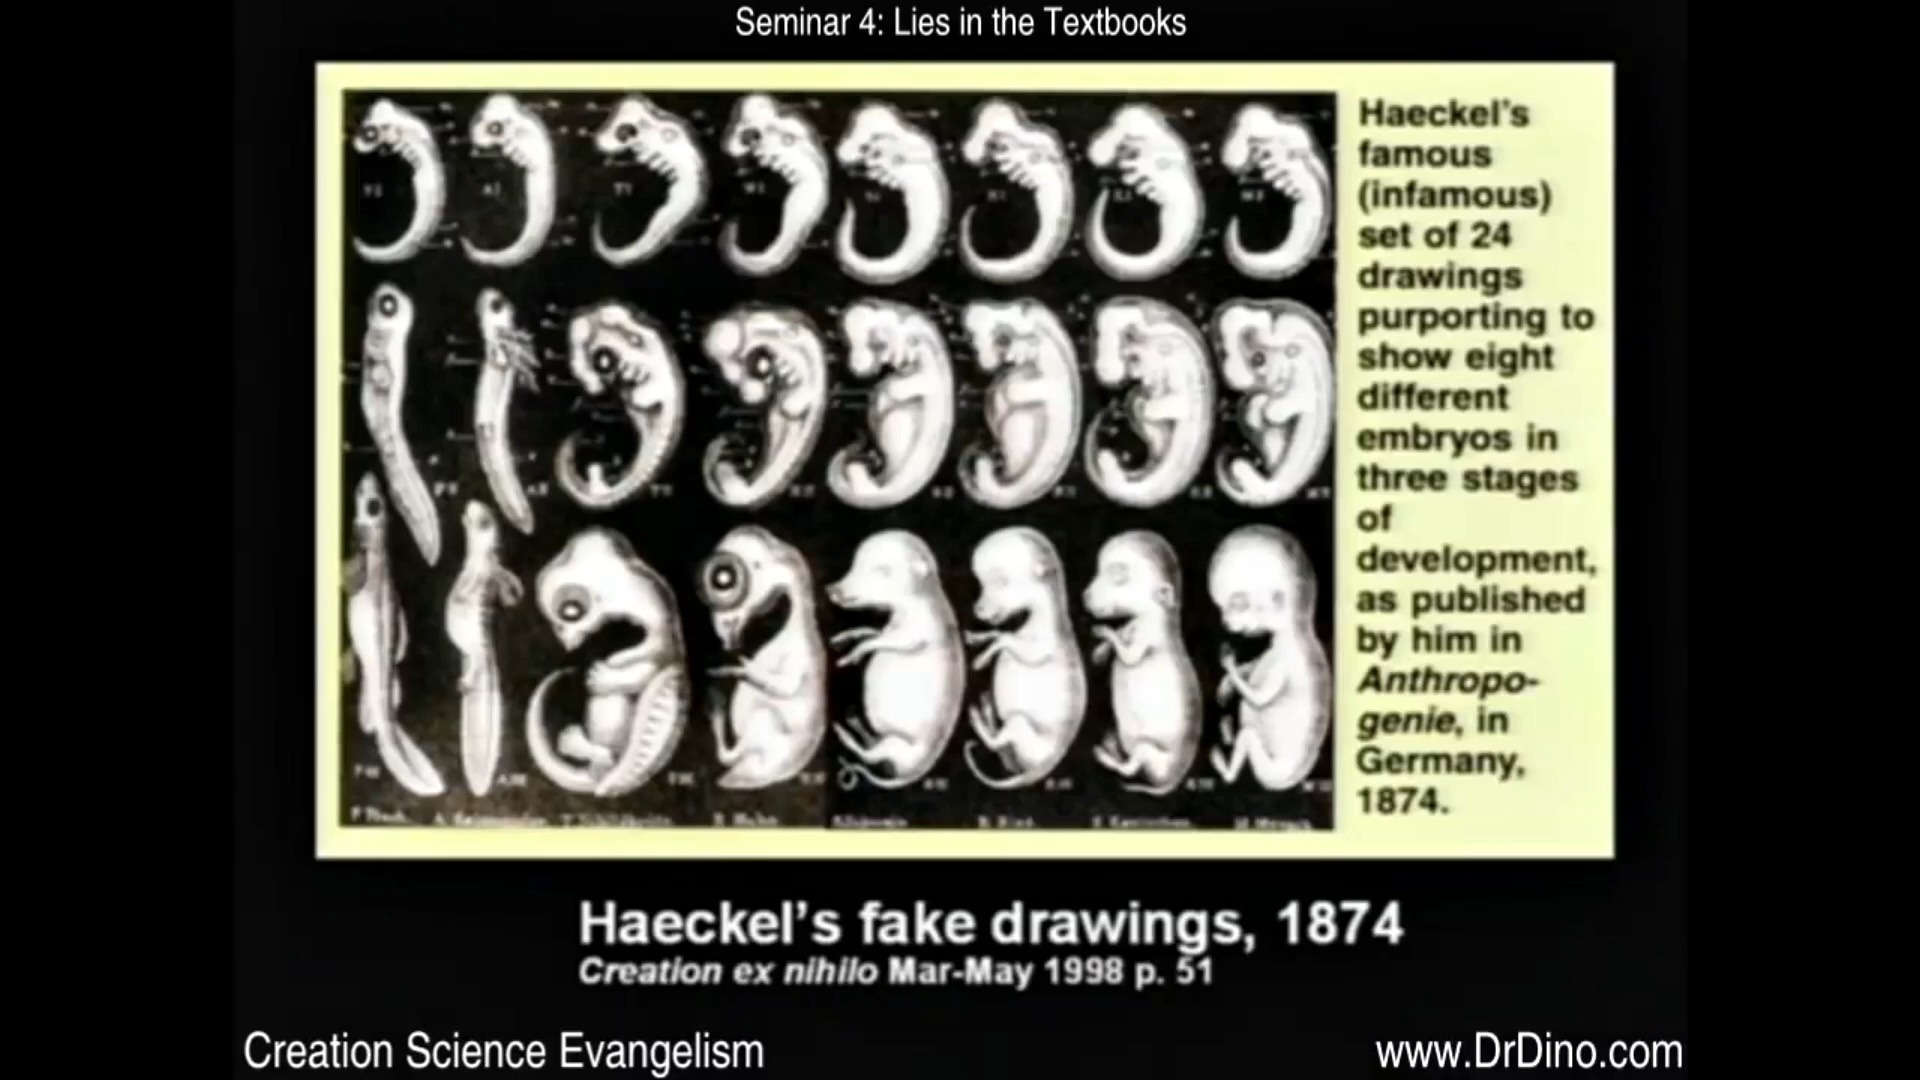 Seminar 4: Lies in the Textbooks
Haeckel's
famous
(infamous)
set of 24
drawings
purporting to
show eight
different
embryos in
three stages
of
development,
as published
by him in
Anthropo-
genie, in
Germany,
1874.
Haeckel's fake drawings, 1874
Creation ex nihilo Mar-May 1998 p. 51
Creation Science Evangelism
www.DrDino.com